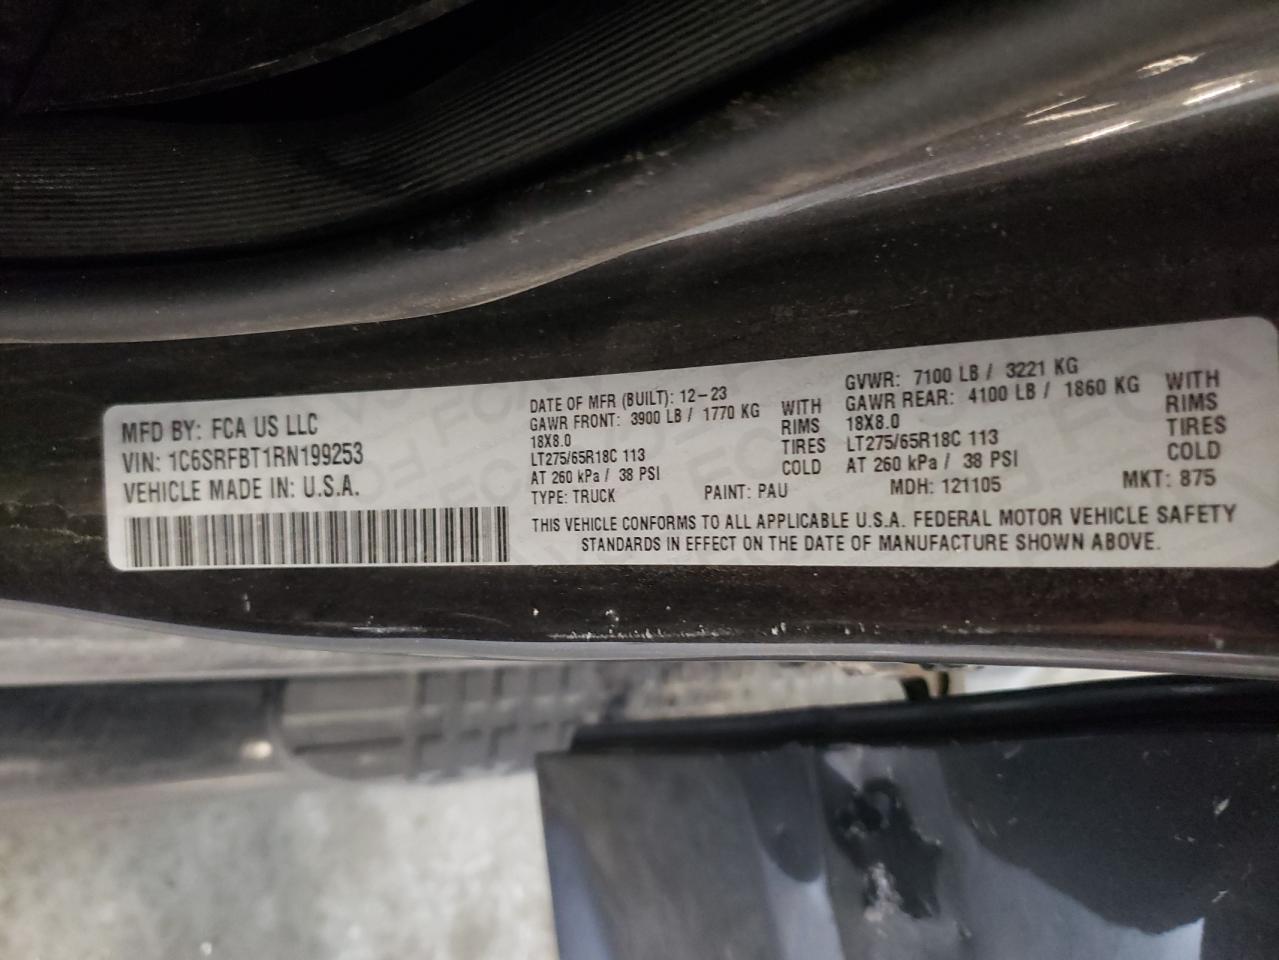 MFD BY: FCA US LLC
VIN: 1C6SRFBT1RN199253
VEHICLE MADE IN: U.S.A.
DATE OF MFR (BUILT): 12-23
GAWR FRONT: 3900 LB / 1770 KG WITH
18X8.0 RIMS
LT275/65R18C 113 TIRES
AT 260 kPa / 38 PSI COLD
GVWR: 7100 LB / 3221 KG
GAWR REAR: 4100 LB / 1860 KG WITH
18X8.0 RIMS
LT275/65R18C 113 TIRES
AT 260 kPa / 38 PSI COLD
TYPE: TRUCK PAINT: PAU MDH: 121105 MKT: 875
THIS VEHICLE CONFORMS TO ALL APPLICABLE U.S.A. FEDERAL MOTOR VEHICLE SAFETY
STANDARDS IN EFFECT ON THE DATE OF MANUFACTURE SHOWN ABOVE.